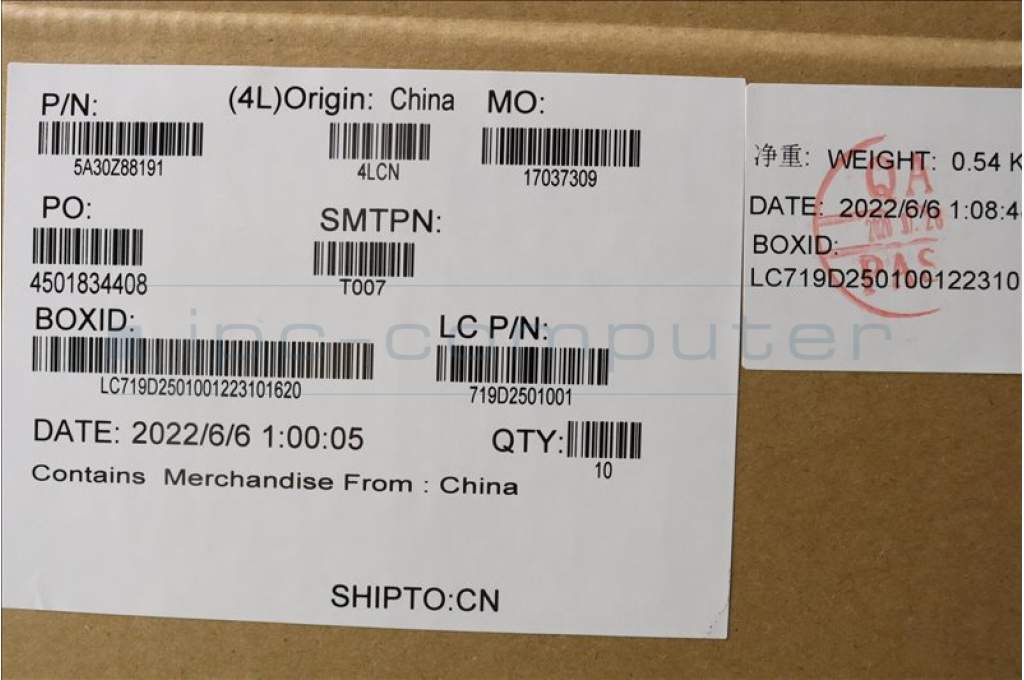 P/N: (4L)Origin: China MO:
5A30Z88191 4LCN 17037309
PO: SMTPN:
4501834408 T007
BOXID: LC P/N:
LC719D2501001223101620 719D2501001
DATE: 2022/6/6 1:00:05 QTY:
10
Contains Merchandise From : China
SHIPTO:CN
净重: WEIGHT: 0.54 K
DATE: 2022/6/6 1:08:4
BOXID:
LC719D250100122310
QA
PAS
ipc-computer